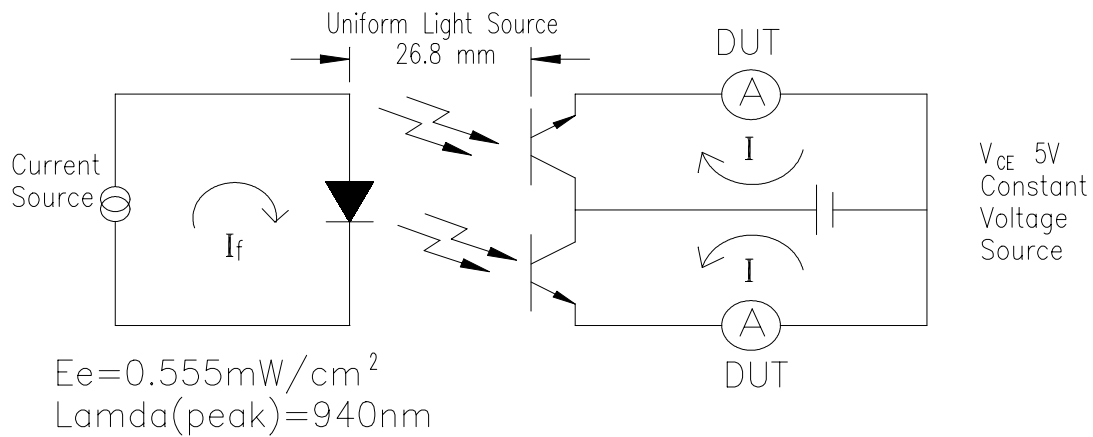 Uniform Light Source
26.8 mm
DUT
A
Current
Source
If
I
VCE 5V
Constant
Voltage
Source
I
A
DUT
Ee=0.555mW/cm²
Lamda(peak)=940nm